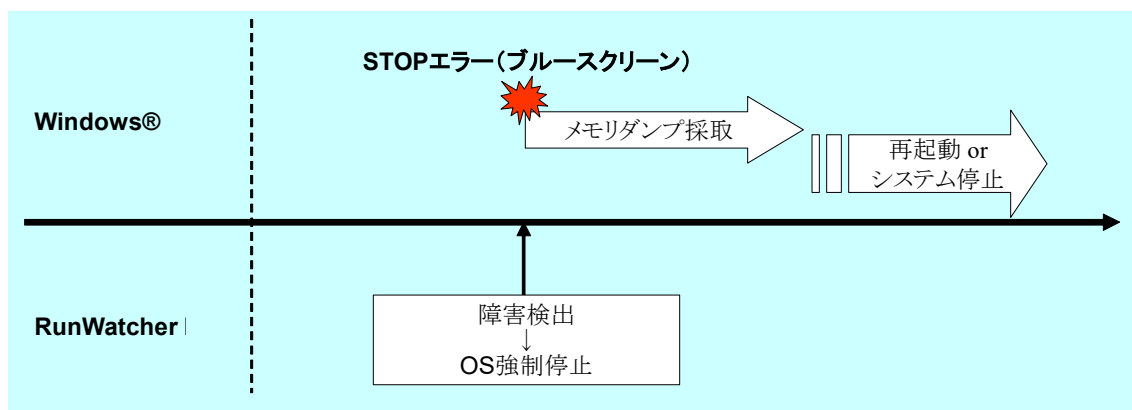 STOPエラー(ブルースクリーン)
Windows®
メモリダンプ採取
再起動 or
システム停止
RunWatcher
障害検出
↓
OS強制停止